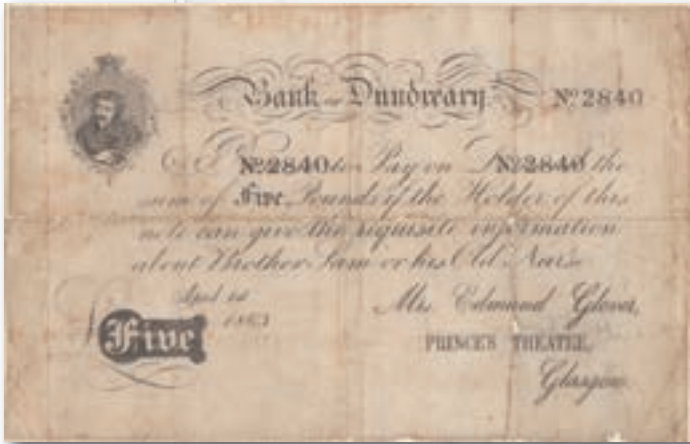 Bank of Dundreary No 2840
I No 2840 to Pay on No 2840 the
sum of Five Pounds if the Holder of this
note can give the requisite information
about Brother Sam or his Old Nurse
April 1st
1863
Five
Mrs. Edmund Glover,
PRINCE'S THEATRE,
Glasgow